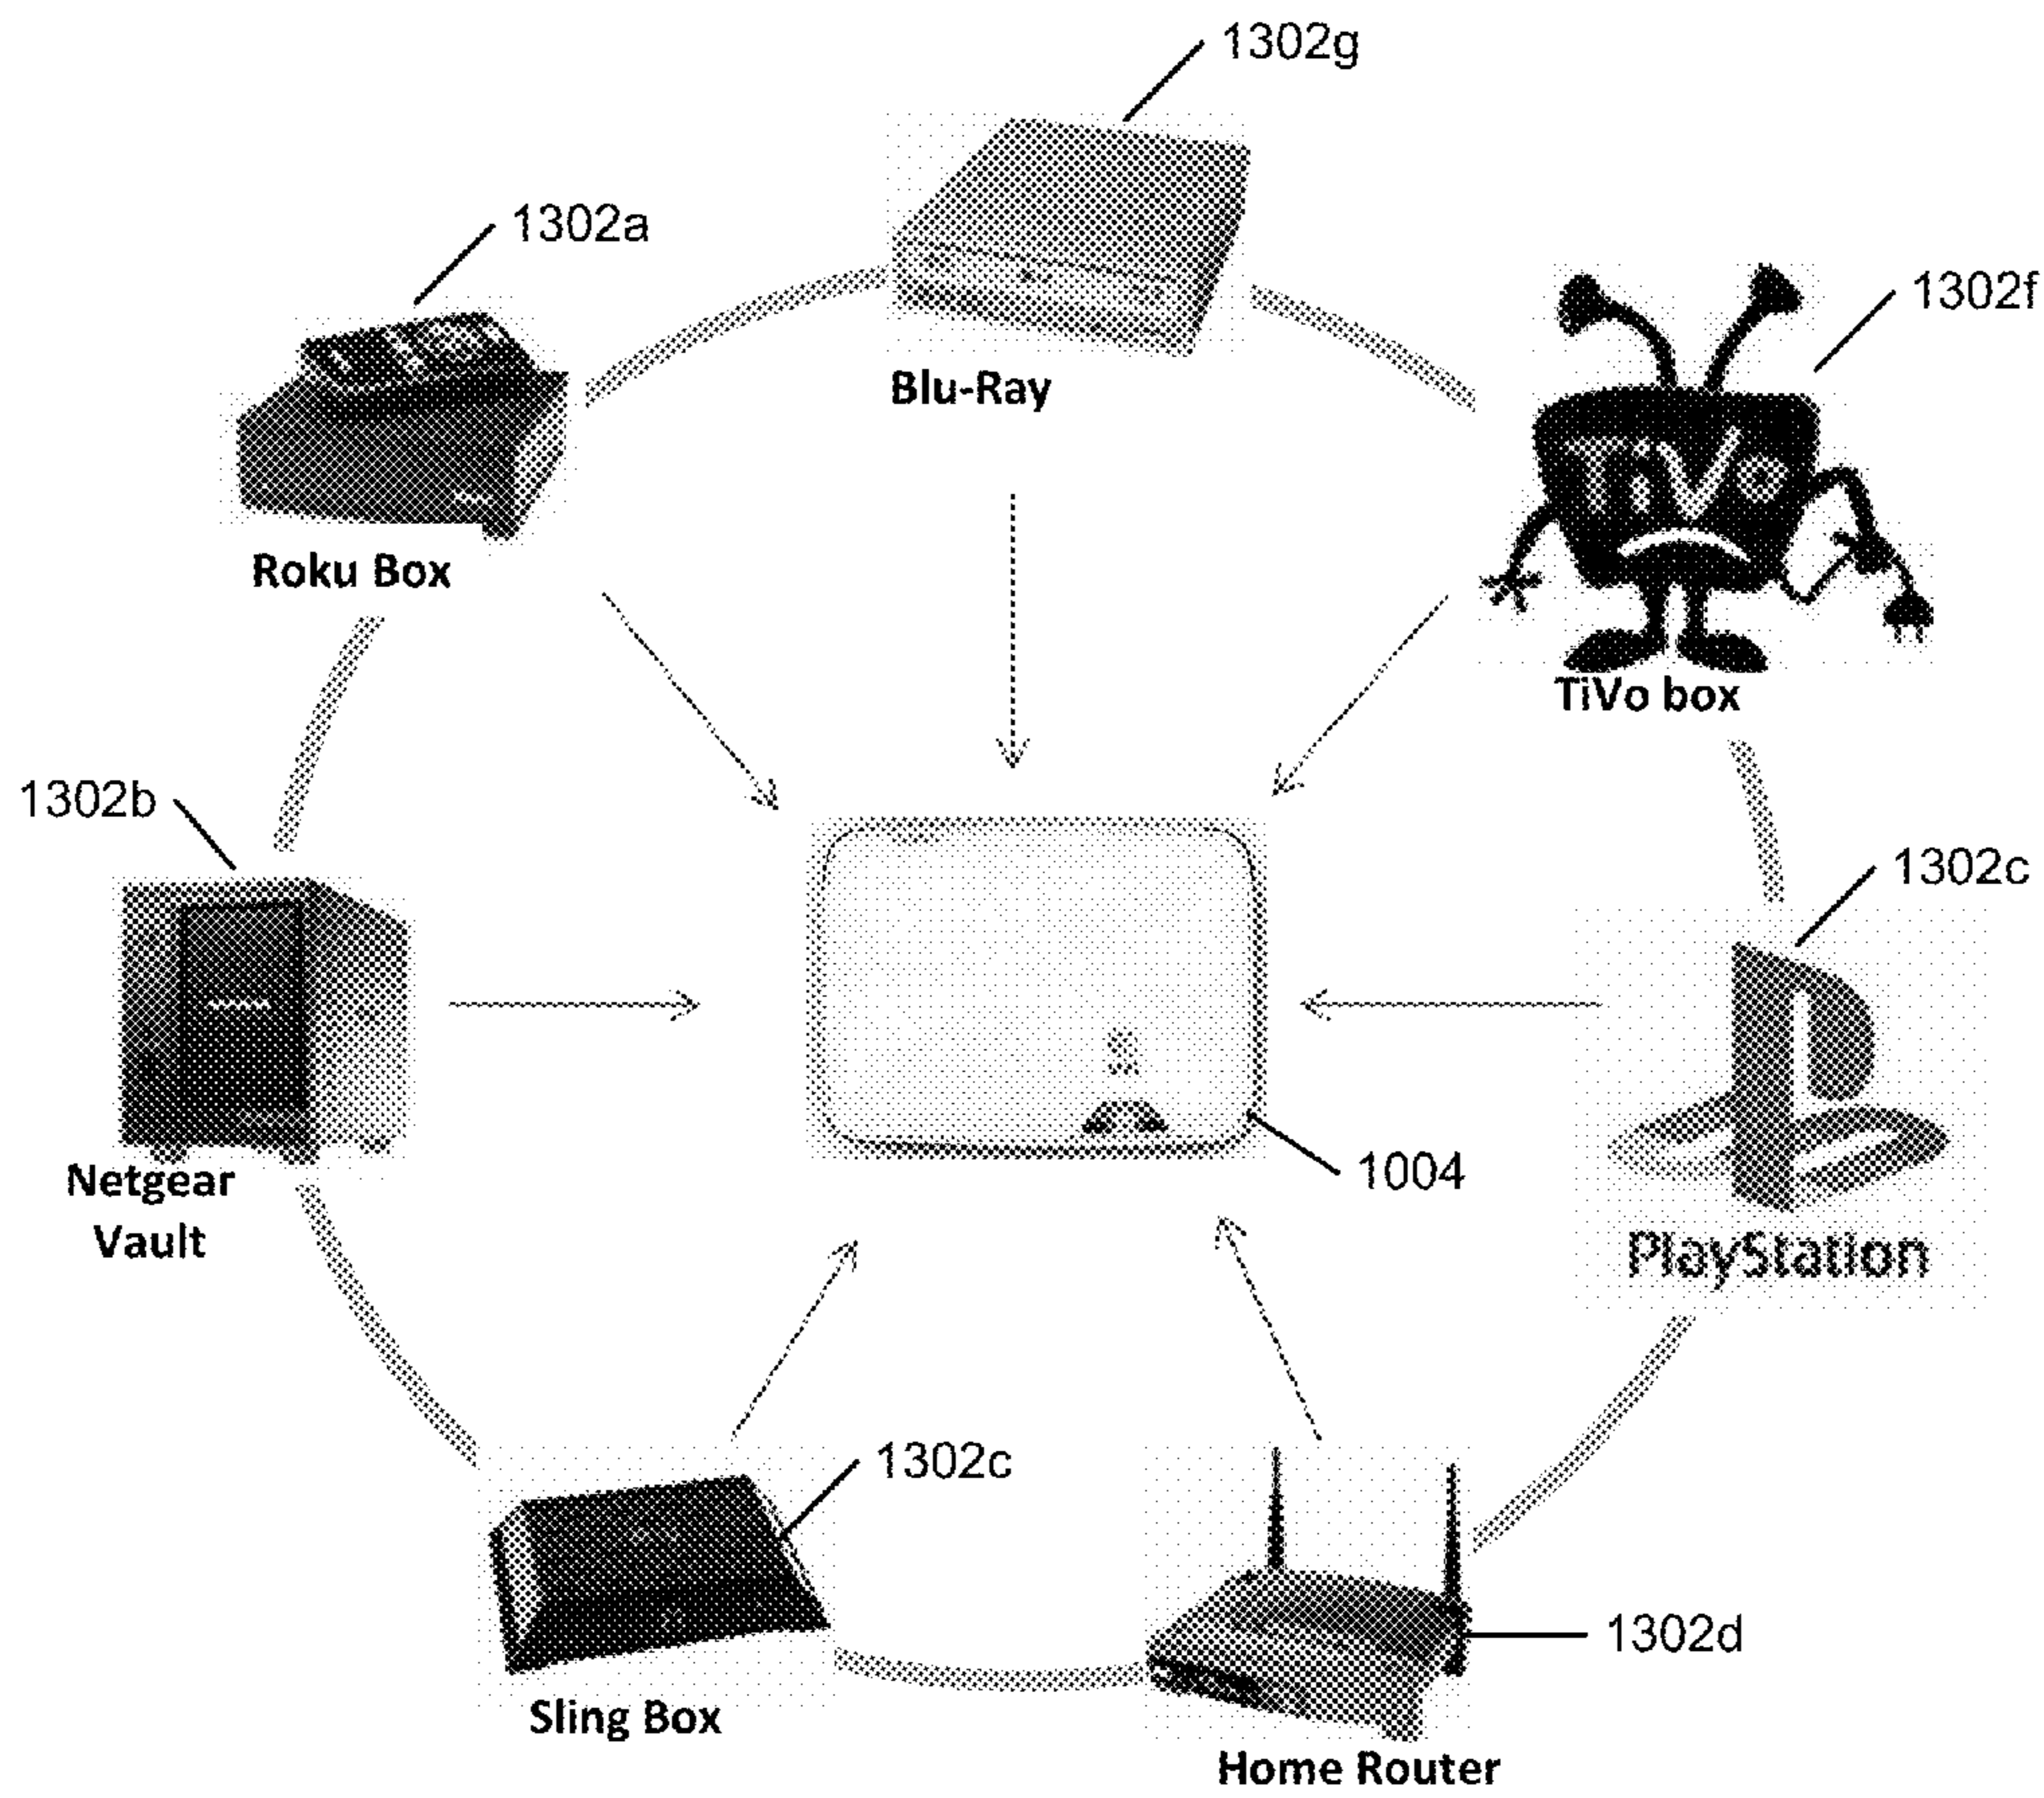 1302g
1302a
1302f
Blu-Ray
TiVo
Roku Box
TiVo box
1302b
1302c
Netgear
Vault
1004
PlayStation
1302c
1302d
Sling Box
Home Router